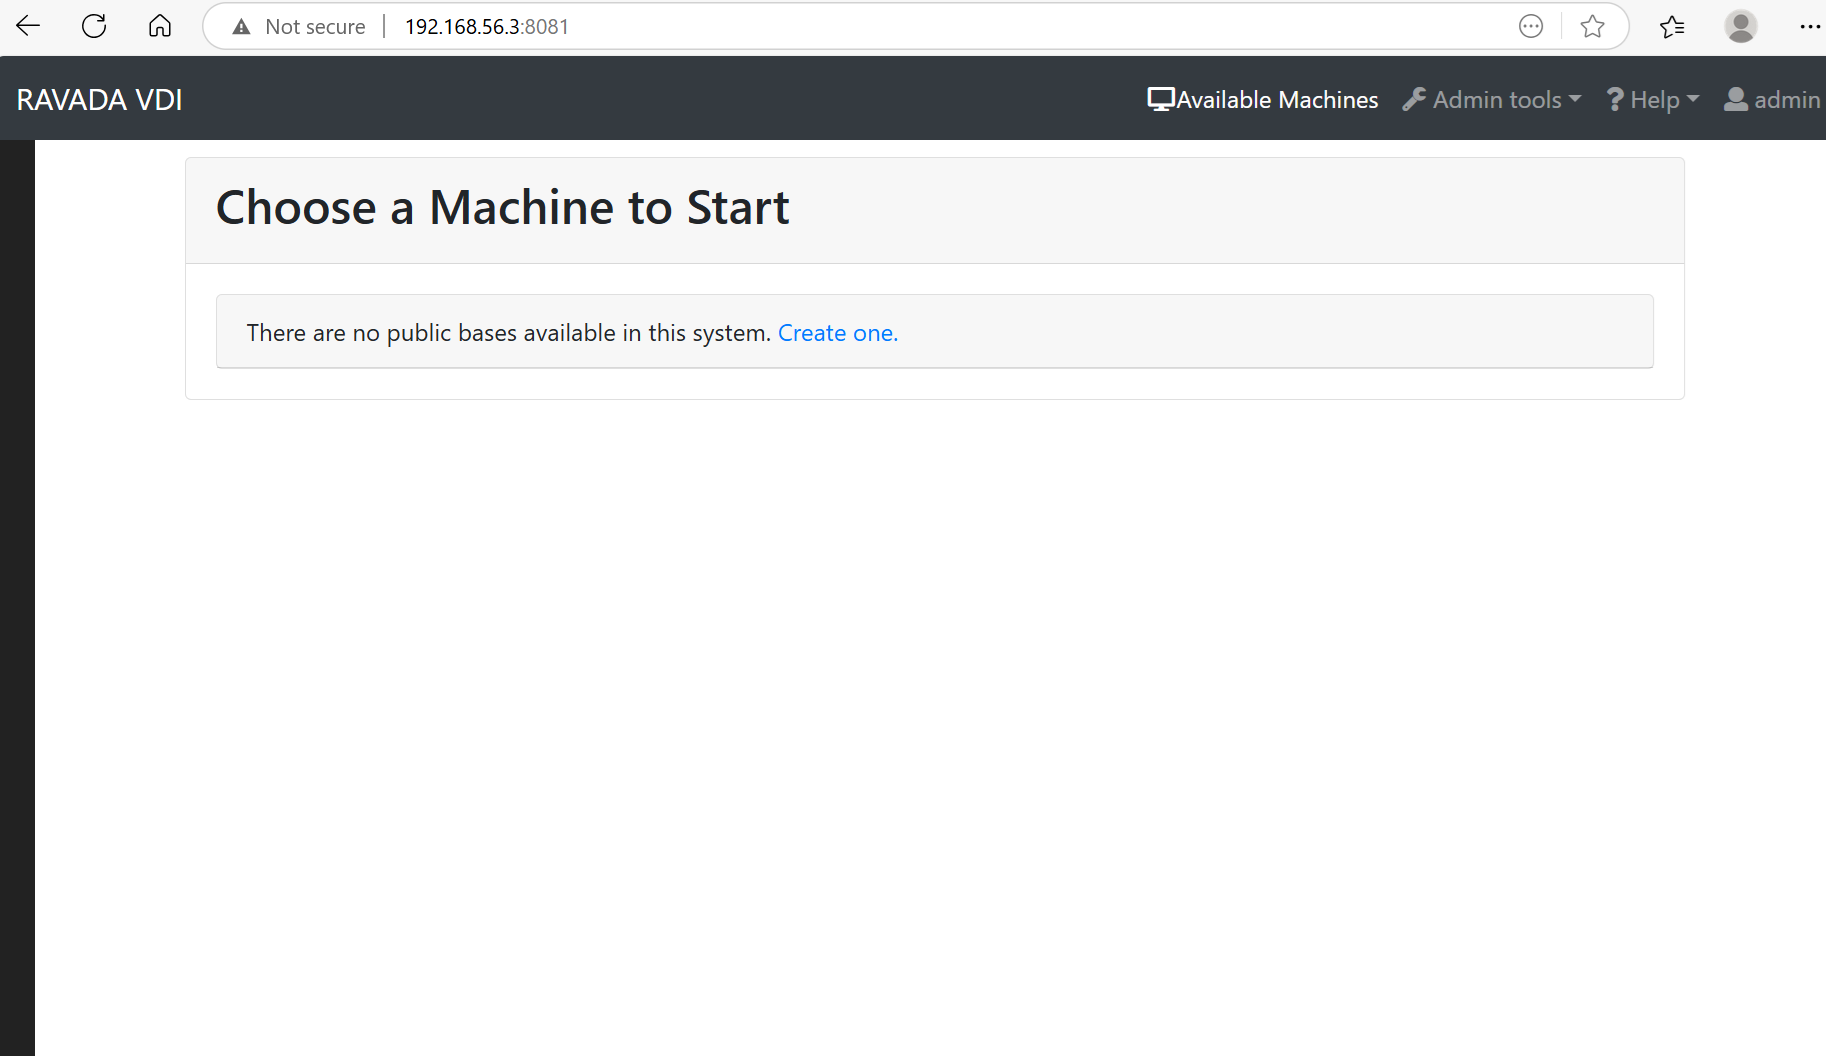 Not secure | 192.168.56.3:8081
RAVADA VDI Available Machines Admin tools ? Help admin
Choose a Machine to Start
There are no public bases available in this system. Create one.